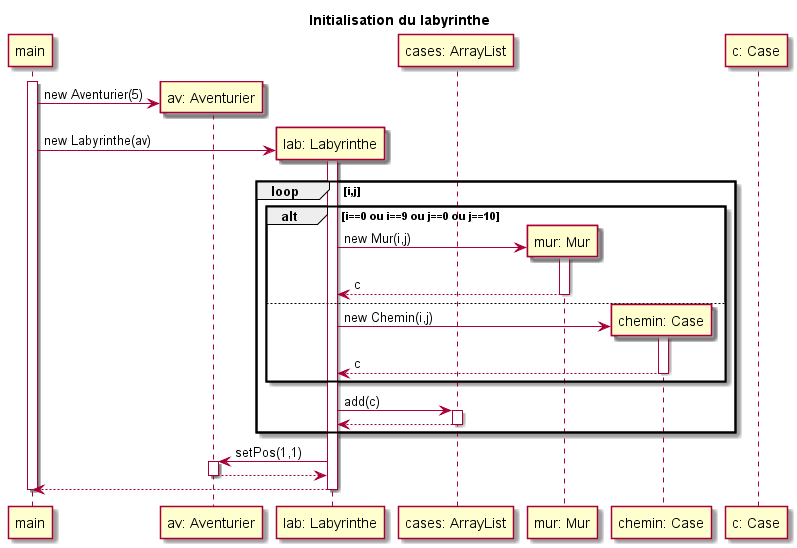 Initialisation du labyrinthe
main
cases: ArrayList
c: Case
new Aventurier(5)
av: Aventurier
new Labyrinthe(av)
lab: Labyrinthe
loop [i,j]
alt [i==0 ou i==9 ou j==0 ou j==10]
new Mur(i,j)
mur: Mur
c
new Chemin(i,j)
chemin: Case
c
add(c)
setPos(1,1)
main
av: Aventurier
lab: Labyrinthe
cases: ArrayList
mur: Mur
chemin: Case
c: Case